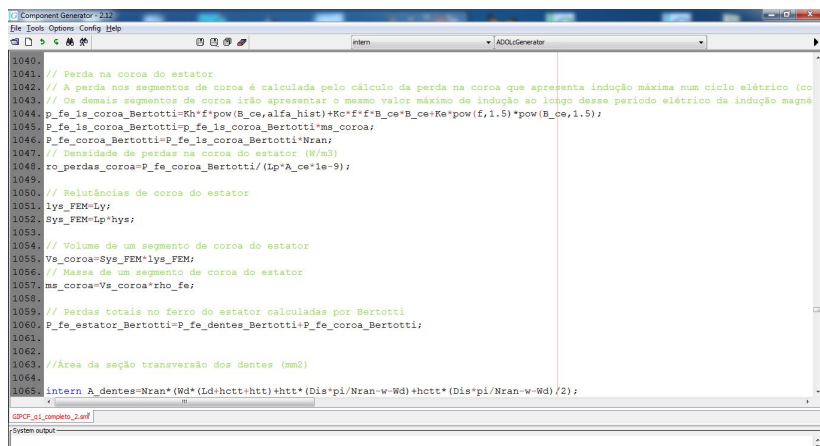 Component Generator - 2.12
File Tools Options Config Help
intern
ADOLcGenerator
1040.
1041. // Perda na coroa do estator
1042. // A perda nos segmentos de coroa é calculada pelo cálculo da perda na coroa que apresenta indução máxima num ciclo elétrico (co
1043. // Os demais segmentos de coroa irão apresentar o mesmo valor máximo de indução ao longo desse período elétrico da indução magné
1044. p_fe_1s_coroa_Bertotti=Kh*f*pow(B_ce,alfa_hist)+Kc*f*f*B_ce*B_ce+Ke*pow(f,1.5)*pow(B_ce,1.5);
1045. P_fe_1s_coroa_Bertotti=p_fe_1s_coroa_Bertotti*ms_coroa;
1046. P_fe_coroa_Bertotti=P_fe_1s_coroa_Bertotti*Nran;
1047. // Densidade de perdas na coroa do estator (W/m3)
1048. ro_perdas_coroa=P_fe_coroa_Bertotti/(Lp*A_ce*1e-9);
1049.
1050. // Relutâncias de coroa do estator
1051. lys_FEM=Ly;
1052. Sys_FEM=Lp*hys;
1053.
1054. // Volume de um segmento de coroa do estator
1055. Vs_coroa=Sys_FEM*lys_FEM;
1056. // Massa de um segmento de coroa do estator
1057. ms_coroa=Vs_coroa*rho_fe;
1058.
1059. // Perdas totais no ferro do estator calculadas por Bertotti
1060. P_fe_estator_Bertotti=P_fe_dentes_Bertotti+P_fe_coroa_Bertotti;
1061.
1062.
1063. //Área da seção transversão dos dentes (mm2)
1064.
1065. intern A_dentes=Nran*(Wd*(Ld+hctt+htt)+htt*(Dis*pi/Nran-w-Wd)+hctt*(Dis*pi/Nran-w-Wd)/2);
GIPCF_q1_completo_2.sml
System output